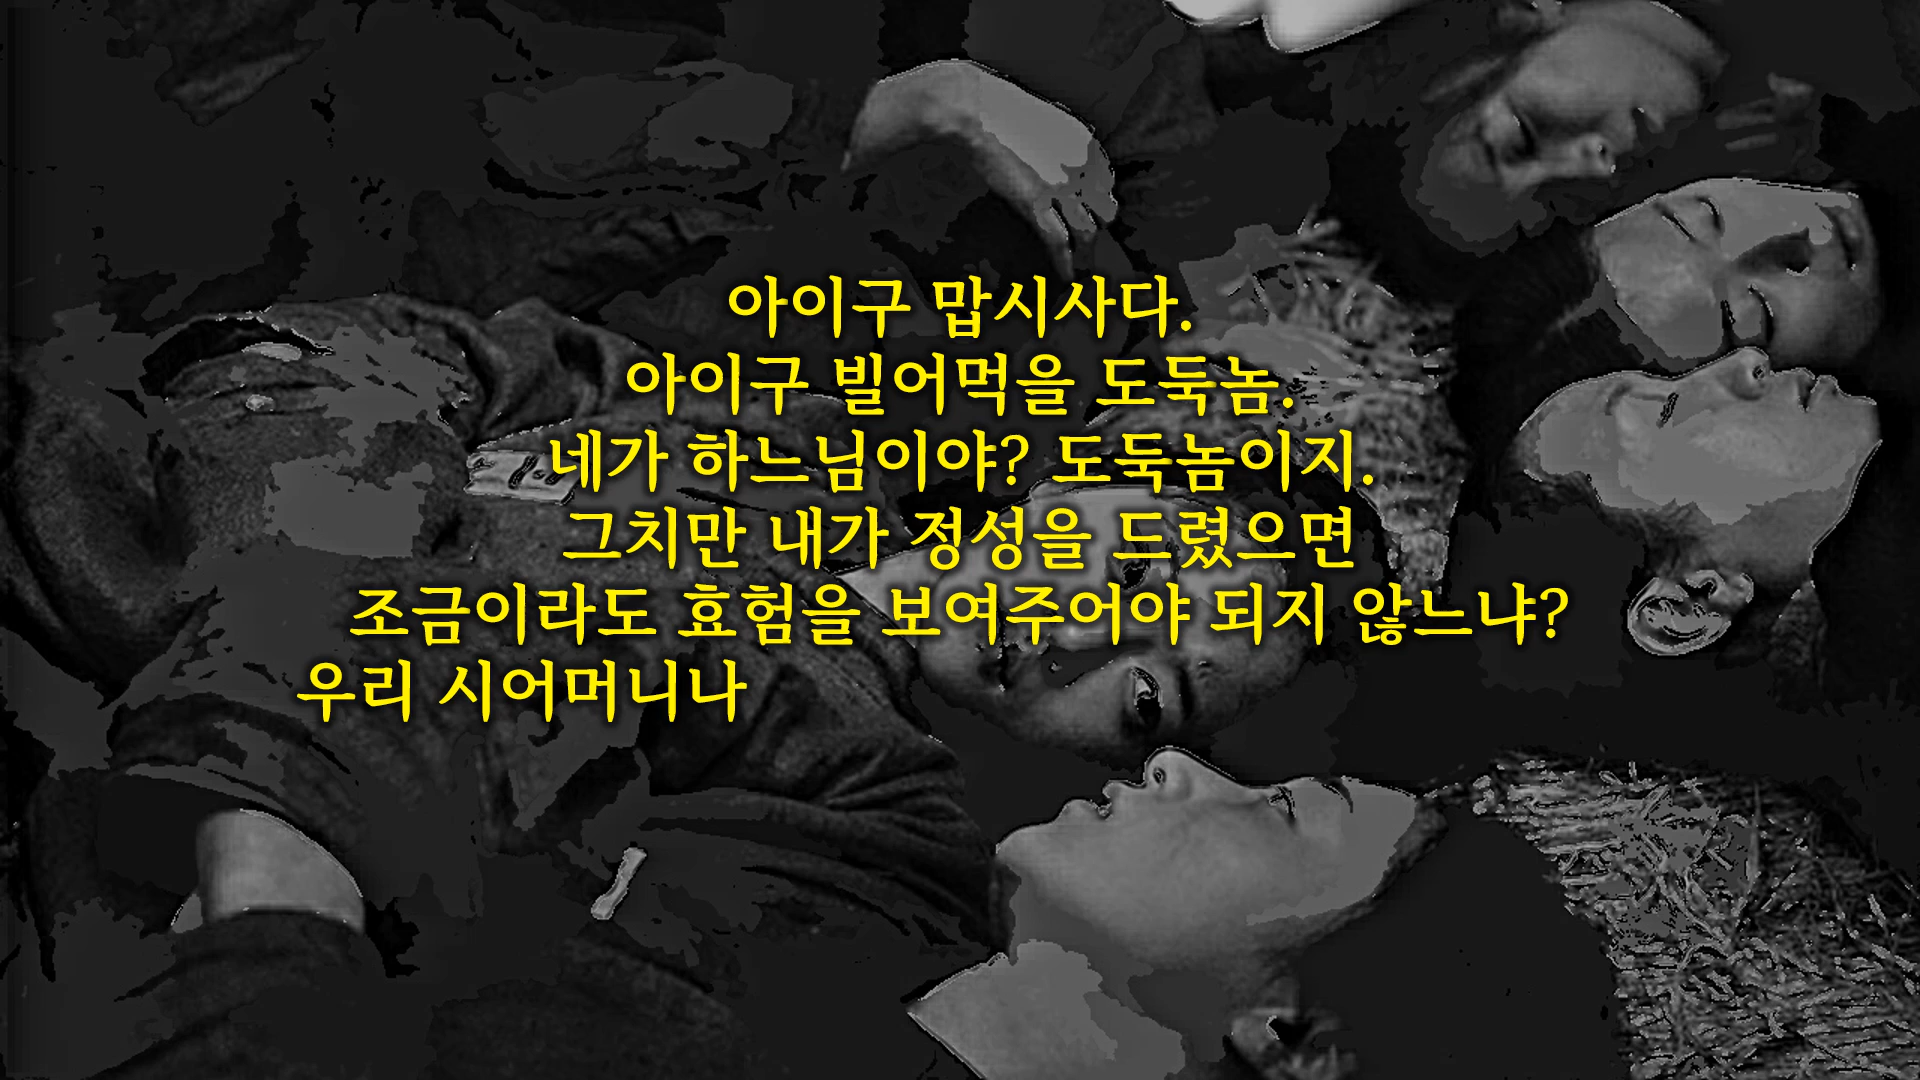 아이구 맙시사다.
아이구 빌어먹을 도둑놈.
네가 하느님이야? 도둑놈이지.
그치만 내가 정성을 드렸으면
조금이라도 효험을 보여주어야 되지 않느냐?
우리 시어머니나